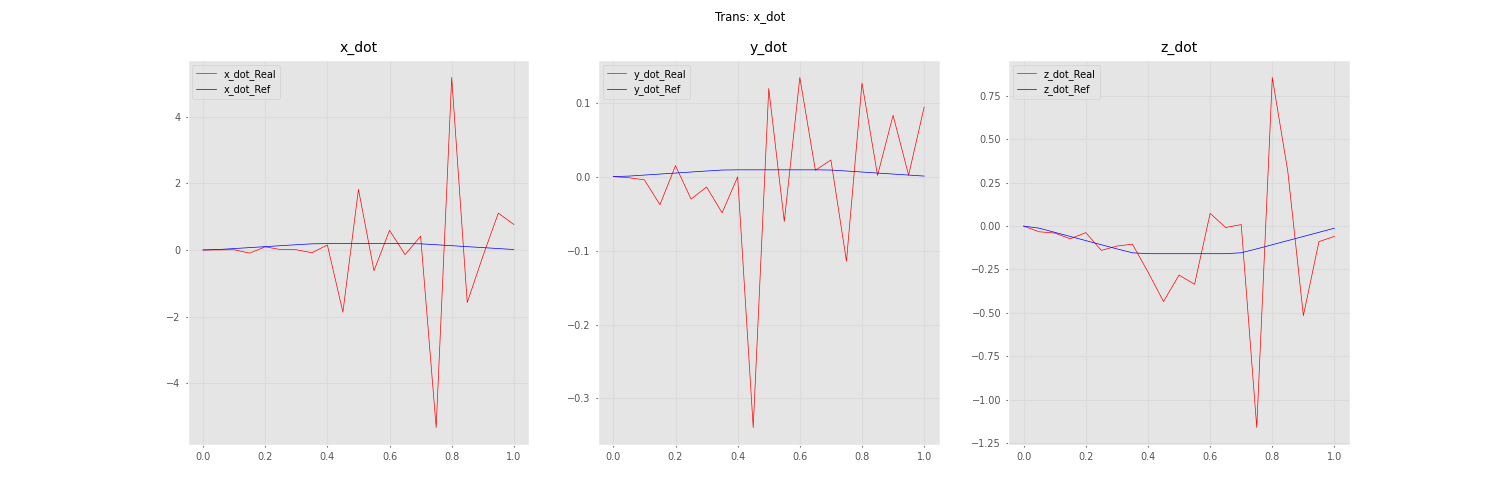 Trans: x_dot
x_dot
x_dot_Real
x_dot_Ref
4
2
0
−2
−4
0.0 0.2 0.4 0.6 0.8 1.0
y_dot
y_dot_Real
y_dot_Ref
0.1
0.0
−0.1
−0.2
−0.3
0.0 0.2 0.4 0.6 0.8 1.0
z_dot
z_dot_Real
z_dot_Ref
0.75
0.50
0.25
0.00
−0.25
−0.50
−0.75
−1.00
−1.25
0.0 0.2 0.4 0.6 0.8 1.0